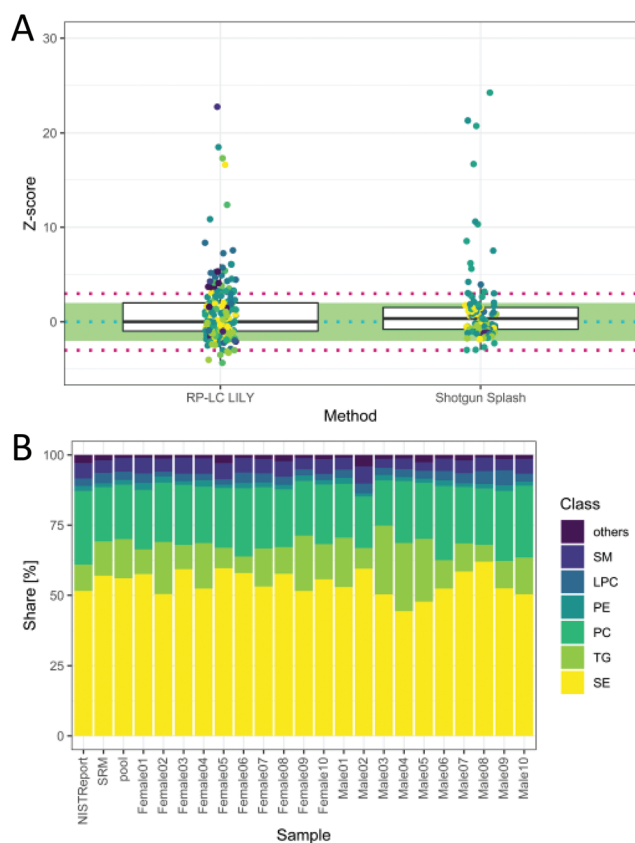 A
30
20
10
0
Z-score
RP-LC LILY
Shotgun Splash
Method
B
100
75
50
25
0
Share [%]
NISTReport
SRM
pool
Female01
Female02
Female03
Female04
Female05
Female06
Female07
Female08
Female09
Female10
Male01
Male02
Male03
Male04
Male05
Male06
Male07
Male08
Male09
Male10
Sample
Class
others
SM
LPC
PE
PC
TG
SE